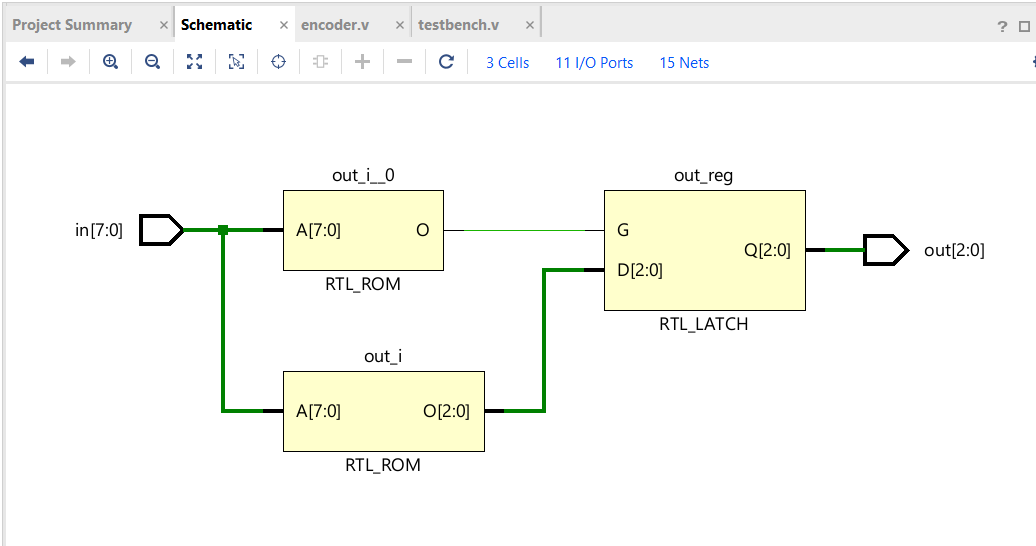 Project Summary × Schematic × encoder.v × testbench.v × ?
3 Cells 11 I/O Ports 15 Nets
out_i__0
out_reg
in[7:0]
A[7:0] O
G
D[2:0]
Q[2:0]
out[2:0]
RTL_ROM
RTL_LATCH
out_i
A[7:0] O[2:0]
RTL_ROM